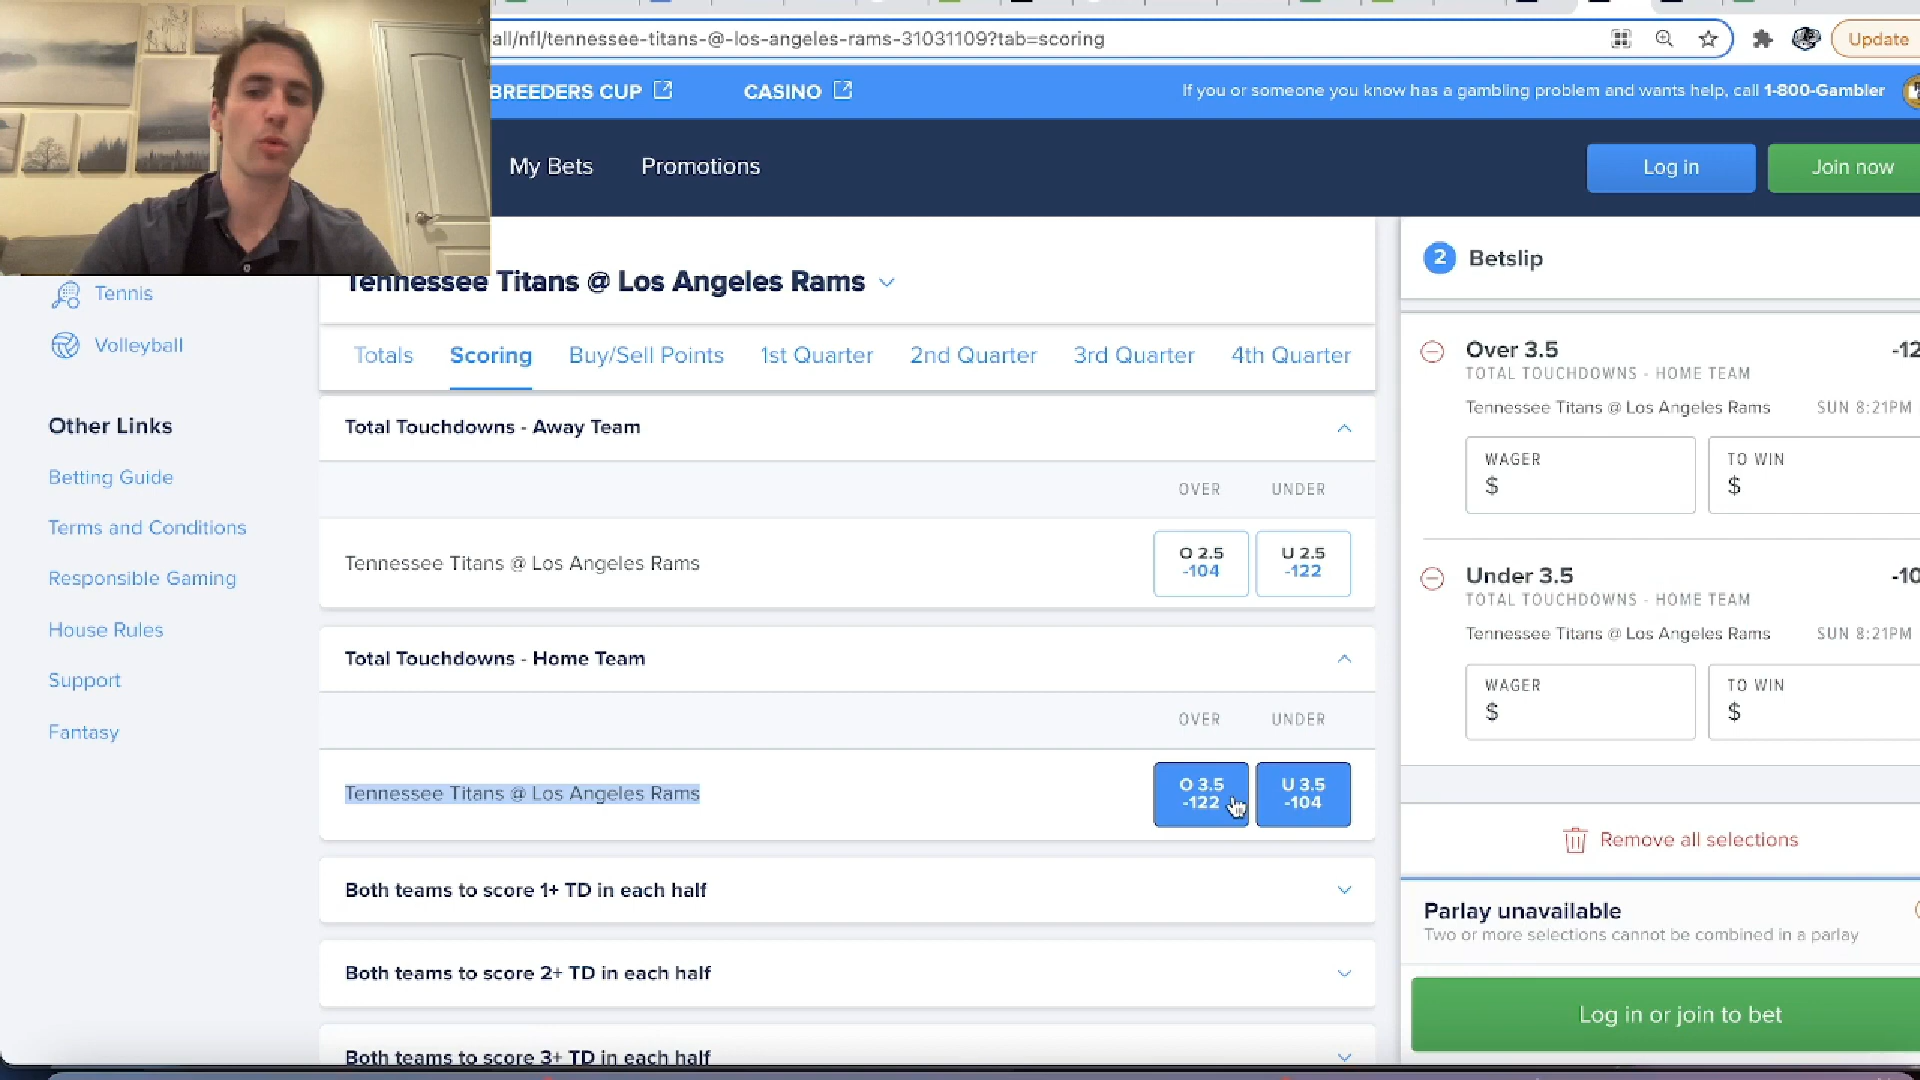 all/nfl/tennessee-titans-@-los-angeles-rams-31031109?tab=scoring
Update
BREEDERS CUP
CASINO
If you or someone you know has a gambling problem and wants help, call 1-800-Gambler
My Bets
Promotions
Log in
Join now
Tennis
Volleyball
Other Links
Betting Guide
Terms and Conditions
Responsible Gaming
House Rules
Support
Fantasy
Tennessee Titans @ Los Angeles Rams
Totals
Scoring
Buy/Sell Points
1st Quarter
2nd Quarter
3rd Quarter
4th Quarter
Total Touchdowns - Away Team
OVER
UNDER
Tennessee Titans @ Los Angeles Rams
O 2.5
-104
U 2.5
-122
Total Touchdowns - Home Team
OVER
UNDER
Tennessee Titans @ Los Angeles Rams
O 3.5
-122
U 3.5
-104
Both teams to score 1+ TD in each half
Both teams to score 2+ TD in each half
Both teams to score 3+ TD in each half
2
Betslip
Over 3.5
-12
TOTAL TOUCHDOWNS - HOME TEAM
Tennessee Titans @ Los Angeles Rams
SUN 8:21PM
WAGER
$
TO WIN
$
Under 3.5
-10
TOTAL TOUCHDOWNS - HOME TEAM
Tennessee Titans @ Los Angeles Rams
SUN 8:21PM
WAGER
$
TO WIN
$
Remove all selections
Parlay unavailable
Two or more selections cannot be combined in a parlay
Log in or join to bet